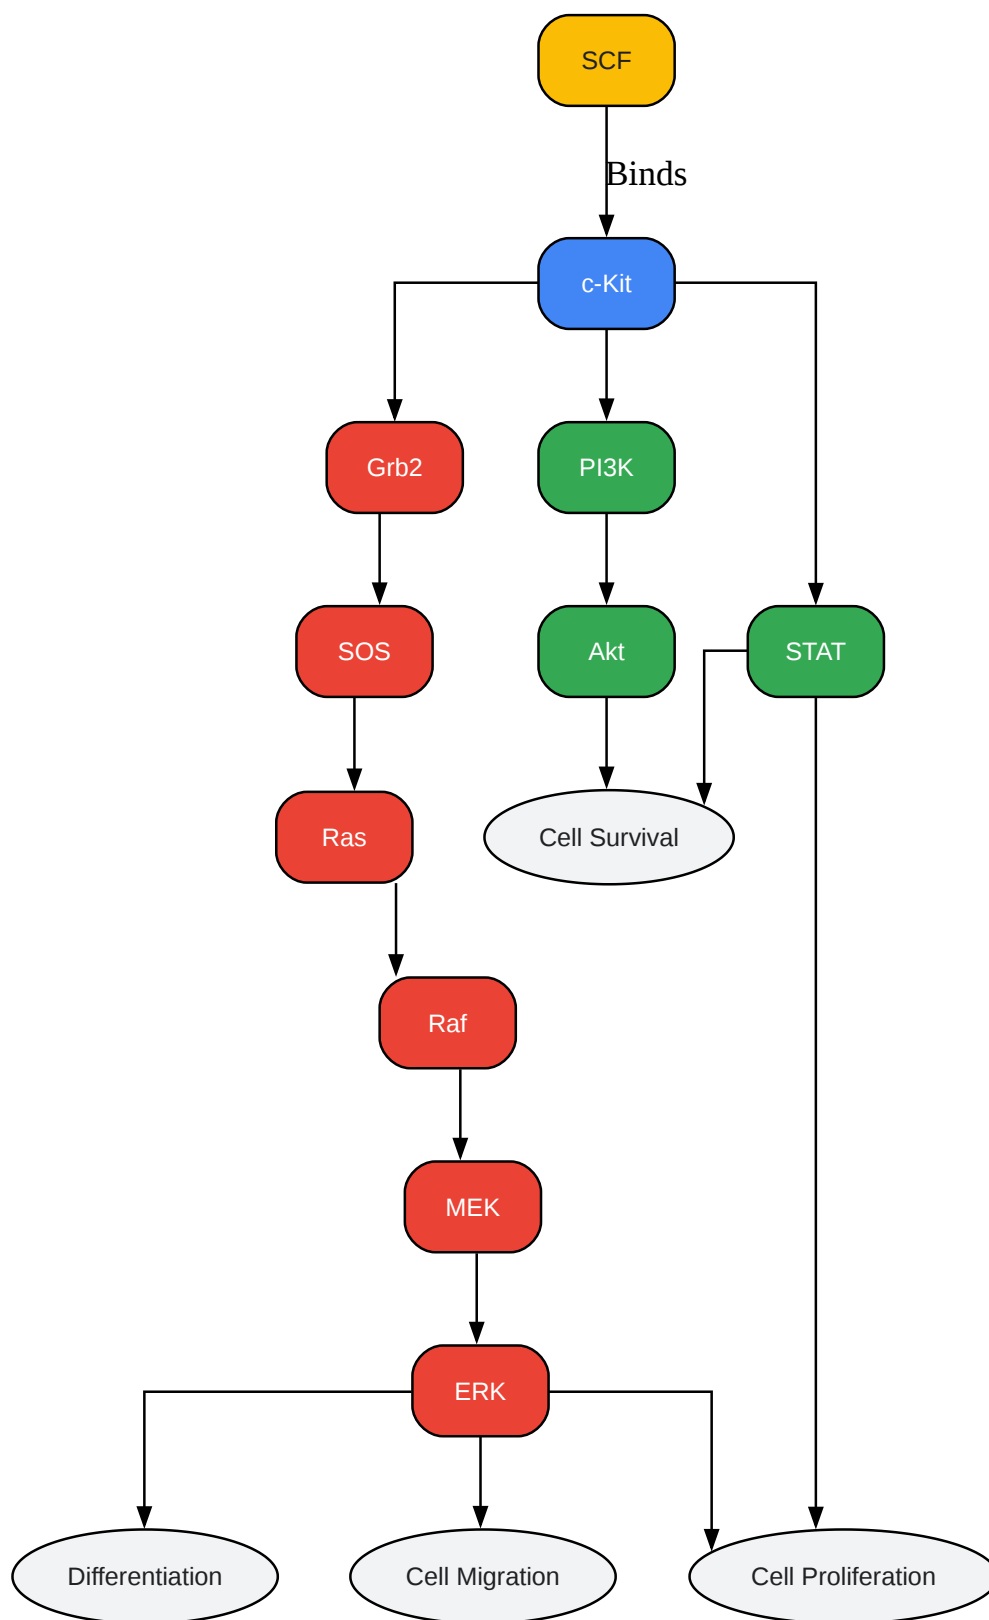 SCF
Binds
c-Kit
Grb2
PI3K
SOS
Akt
STAT
Ras
Cell Survival
Raf
MEK
ERK
Differentiation
Cell Migration
Cell Proliferation